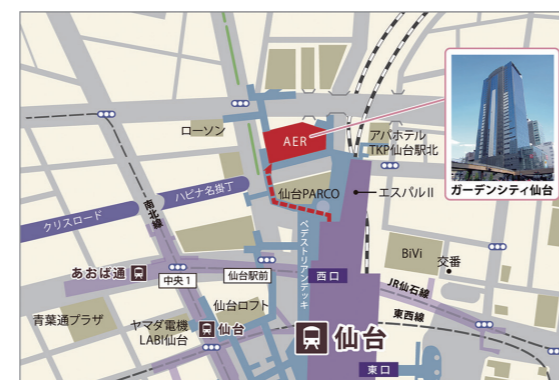 ローソン
AER
アパホテル
TKP仙台駅北
ガーデンシティ仙台
ハピナ名掛丁
クリスロード
南北線
仙台PARCO
エスパルⅡ
ペデストリアンデッキ
BiVi
交番
あおば通
中央1
仙台駅前
西口
JR仙石線
仙台ロフト
東西線
青葉通プラザ
ヤマダ電機
LABI仙台
仙台
仙台
東口